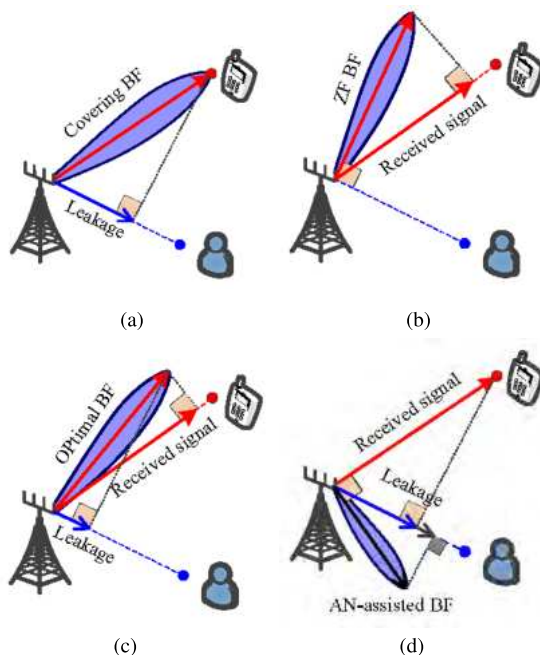 Covering BF
Leakage
(a)
ZF BF
Received signal
(b)
OPtimal BF
Received signal
Leakage
(c)
Received signal
Leakage
AN-assisted BF
(d)